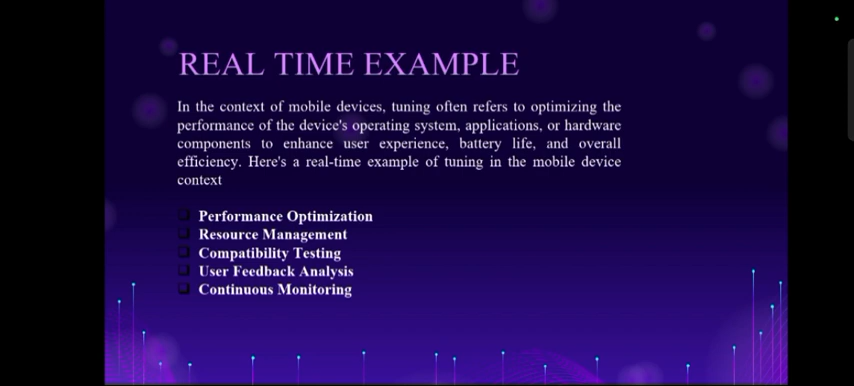 REAL TIME EXAMPLE
In the context of mobile devices, tuning often refers to optimizing the
performance of the device's operating system, applications, or hardware
components to enhance user experience, battery life, and overall
efficiency. Here's a real-time example of tuning in the mobile device
context
Performance Optimization
Resource Management
Compatibility Testing
User Feedback Analysis
Continuous Monitoring